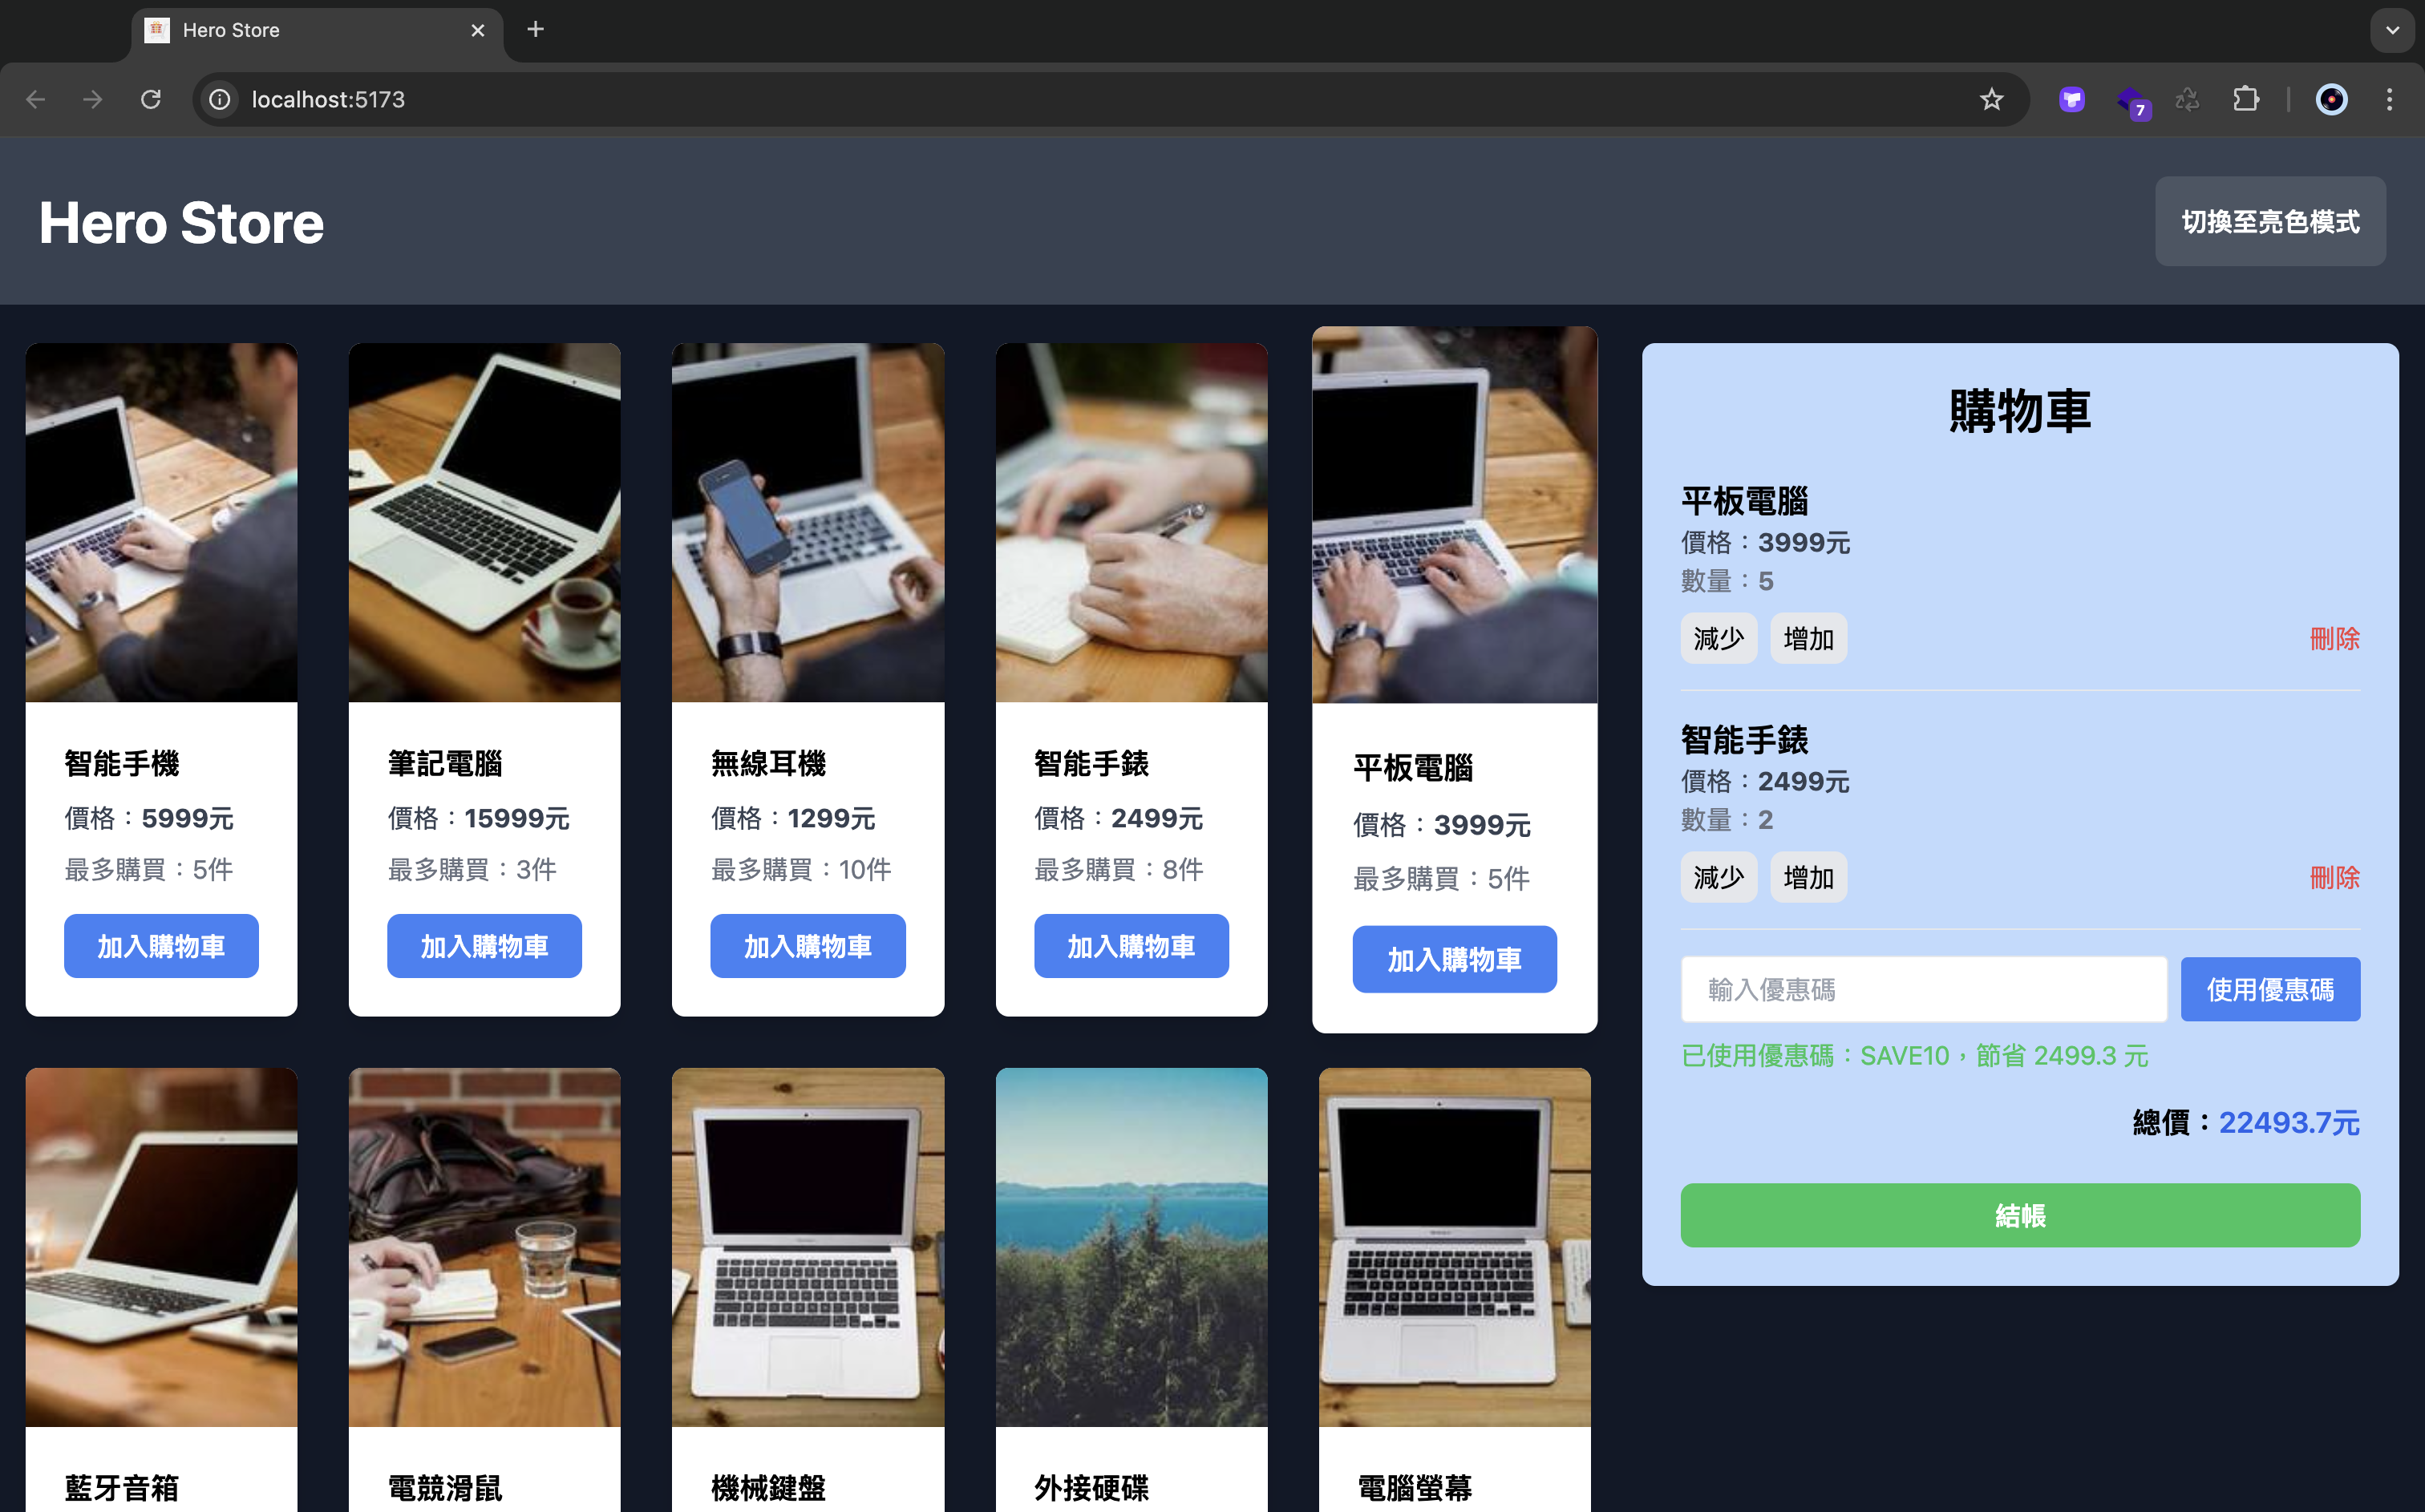 Hero Store
localhost:5173
7
Hero Store
切換至亮色模式
智能手機
價格：5999元
最多購買：5件
加入購物車
筆記電腦
價格：15999元
最多購買：3件
加入購物車
無線耳機
價格：1299元
最多購買：10件
加入購物車
智能手錶
價格：2499元
最多購買：8件
加入購物車
平板電腦
價格：3999元
最多購買：5件
加入購物車
藍牙音箱
電競滑鼠
機械鍵盤
外接硬碟
電腦螢幕
購物車
平板電腦
價格：3999元
數量：5
減少 增加 刪除
智能手錶
價格：2499元
數量：2
減少 增加 刪除
輸入優惠碼 使用優惠碼
已使用優惠碼：SAVE10，節省 2499.3 元
總價：22493.7元
結帳